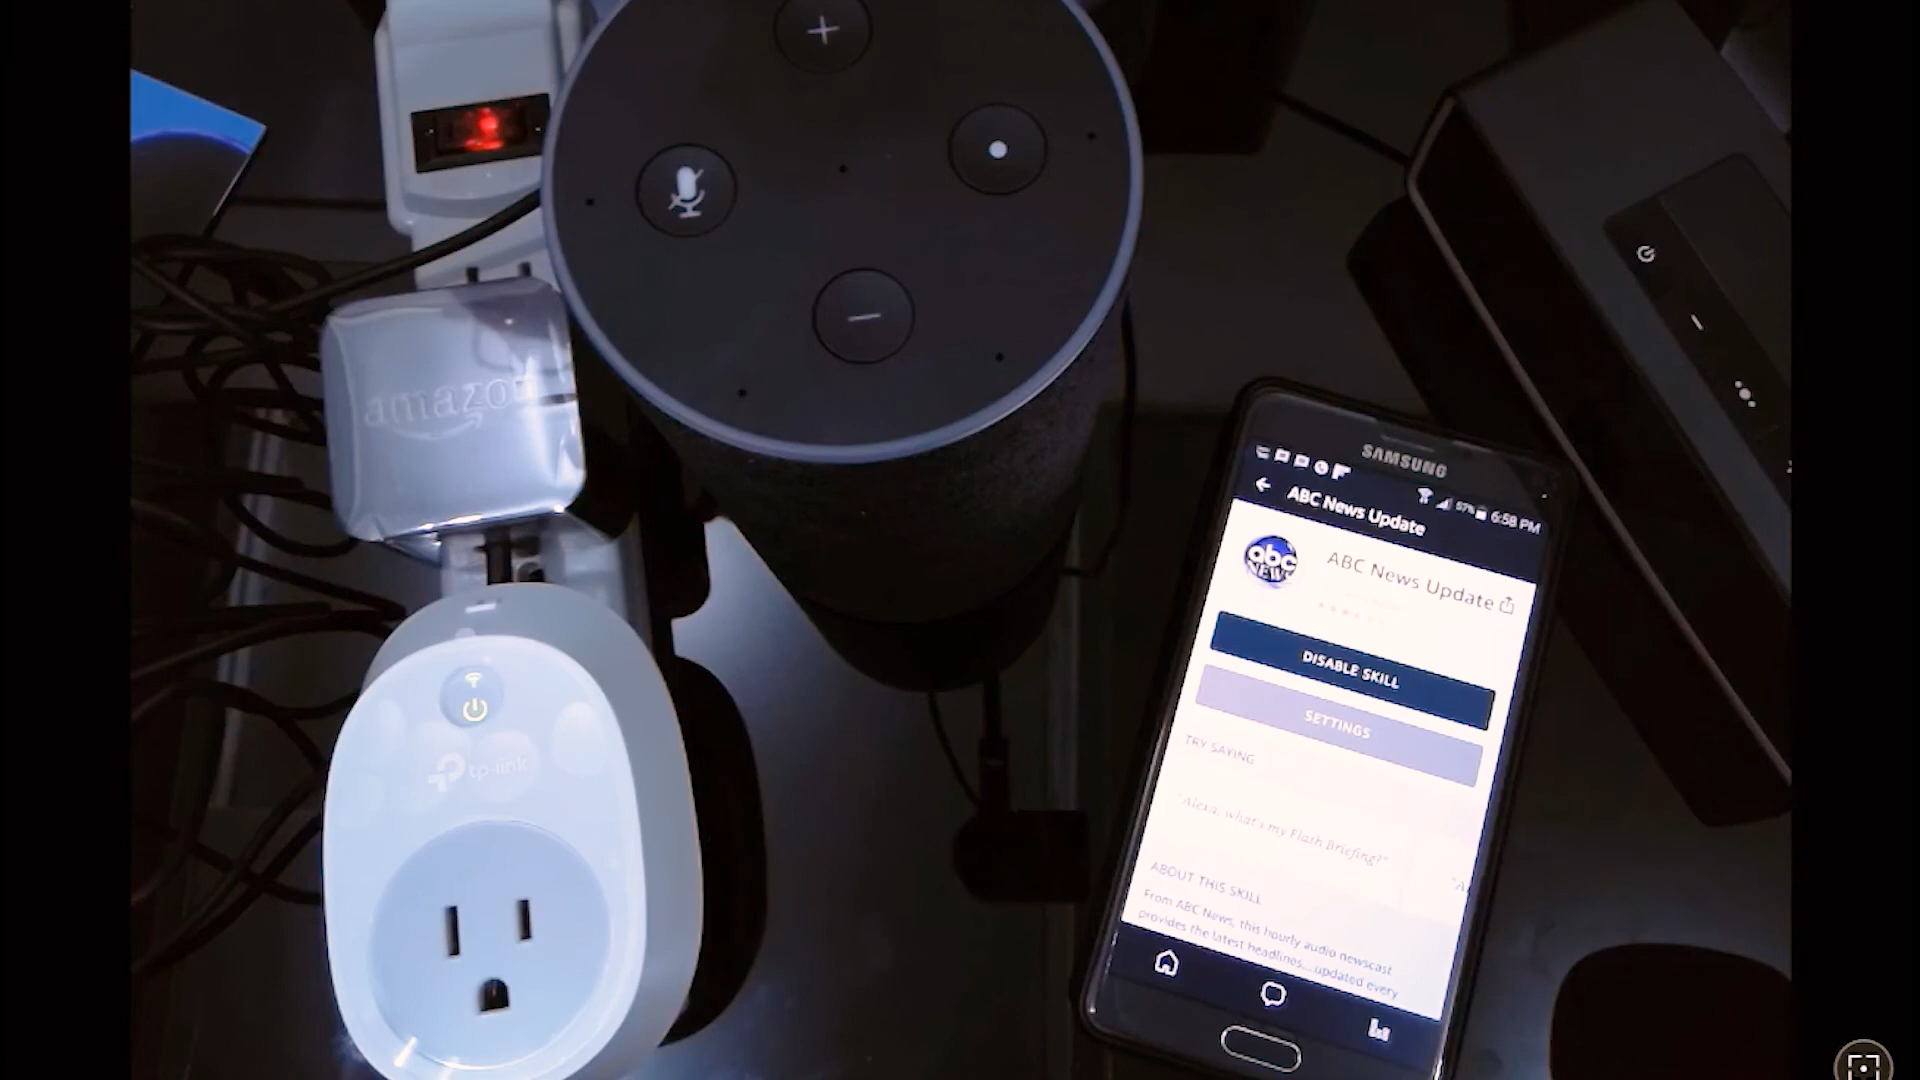 amazon
tp-link
SAMSUNG
57% 6:58 PM
ABC News Update
abc
NEWS
ABC News Update
DISABLE SKILL
SETTINGS
TRY SAYING
"Alexa, what's my Flash Briefing?"
"A
ABOUT THIS SKILL
From ABC News, this hourly audio newscast
provides the latest headlines...updated every